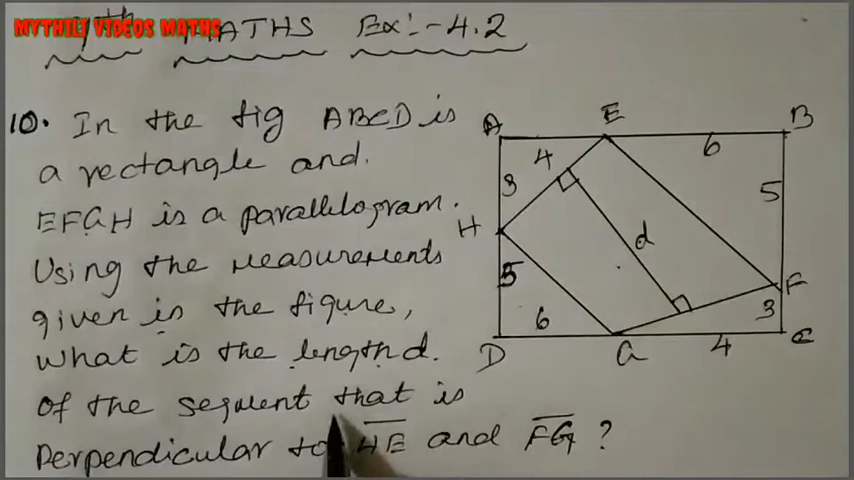 MYTHILI VIDEOS MATHS
7th MATHS Ex:-4.2
10. In the fig ABCD is
a rectangle and.
EFGH is a parallelogram.
Using the measurements
given in the figure,
what is the length d.
of the segment that is
perpendicular to HE and FG ?
A E B
4 6
3
5
H
d
5
F
3
6
D G 4 C